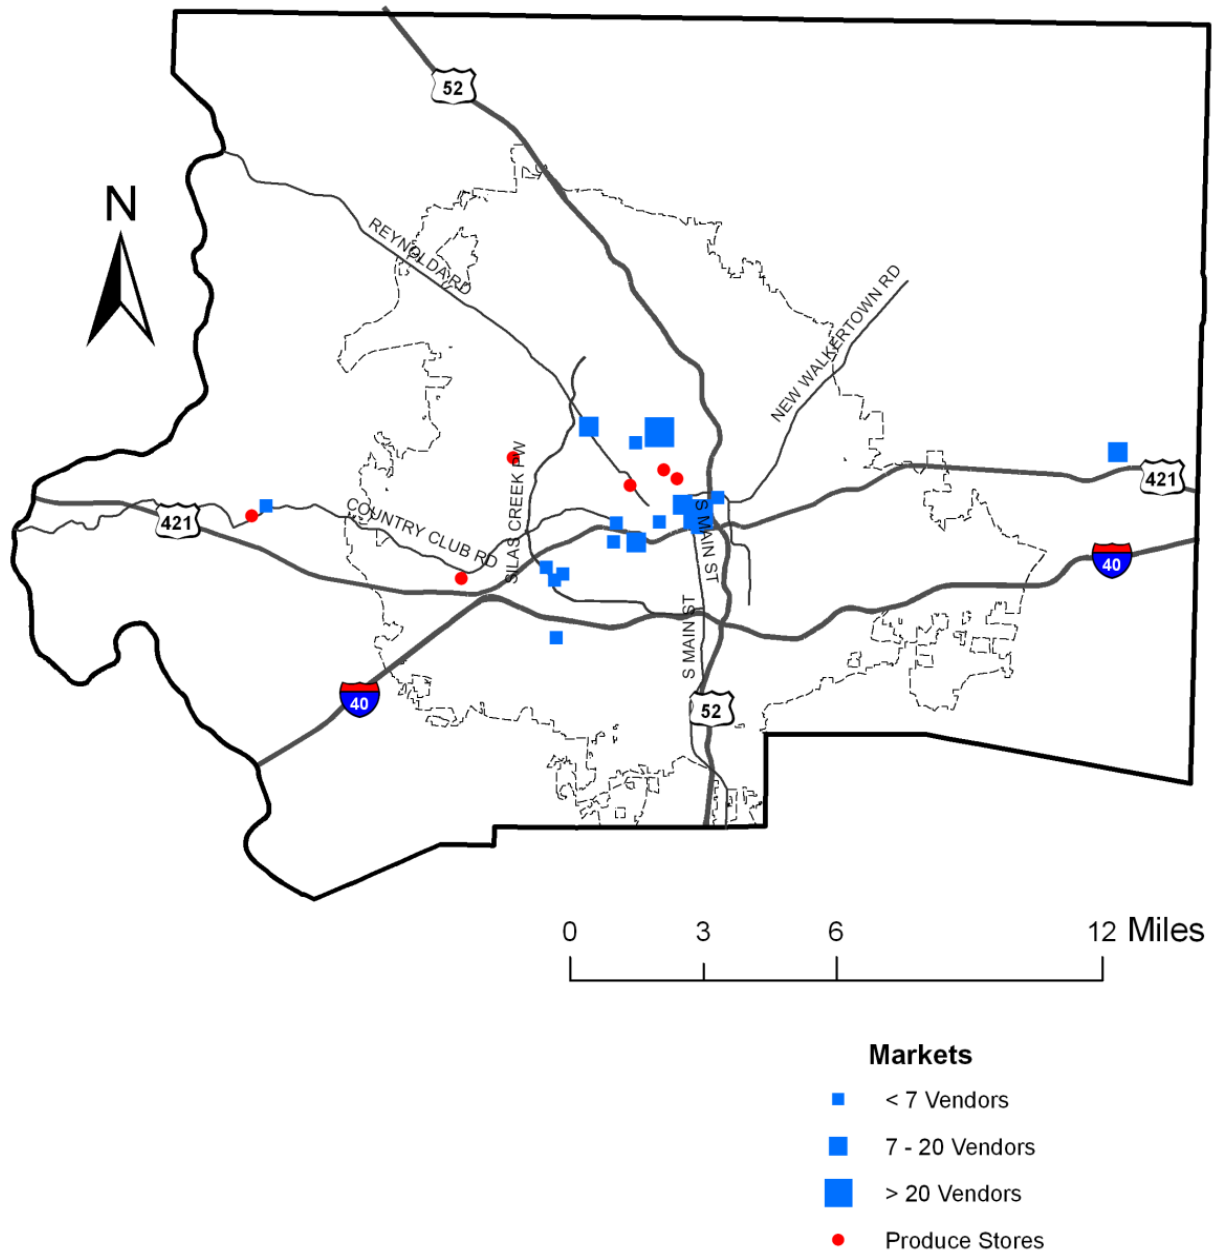 52
N
REYNOLDA RD
NEW WALKERTOWN RD
SILAS CREEK PW
421
421
COUNTRY CLUB RD
S MAIN ST
40
S MAIN ST
40
52
0 3 6 12 Miles
Markets
< 7 Vendors
7 - 20 Vendors
> 20 Vendors
Produce Stores